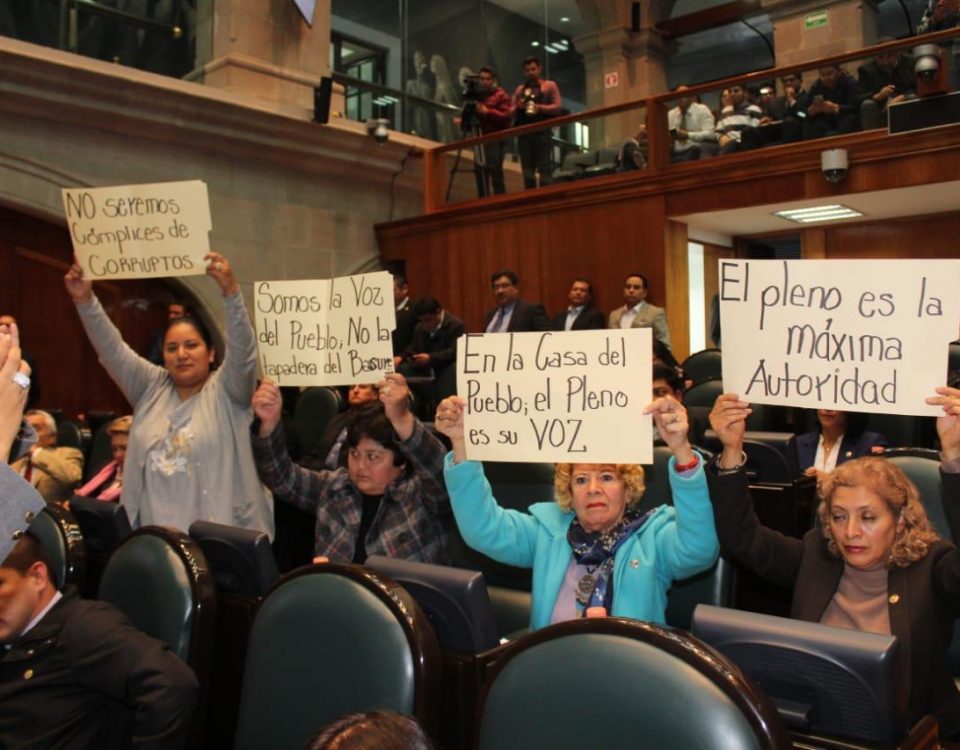 NO seremos
Cómplices de
CORRUPTOS
Somos la Voz
del Pueblo; No la
tapadera del Basure
En la Casa del
Pueblo; el Pleno
es su VOZ
El pleno es la
máxima
Autoridad